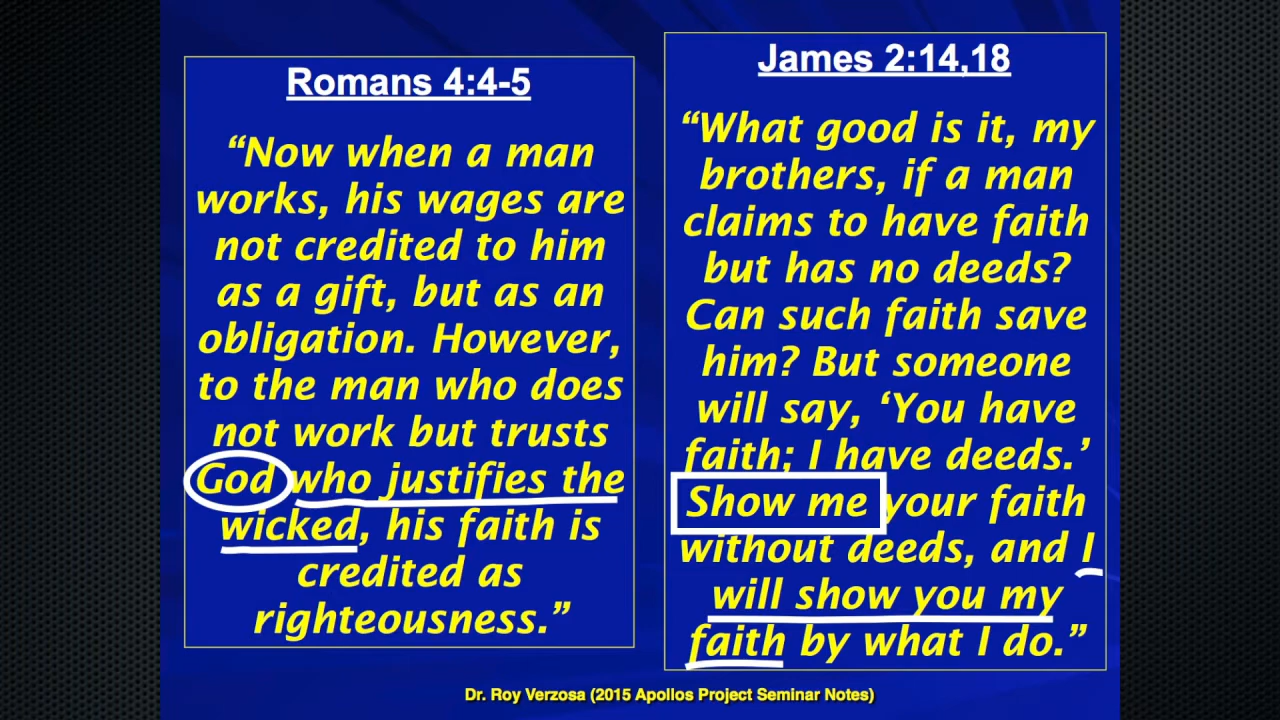 Romans 4:4-5
“Now when a man
works, his wages are
not credited to him
as a gift, but as an
obligation. However,
to the man who does
not work but trusts
God who justifies the
wicked, his faith is
credited as
righteousness.”
James 2:14,18
“What good is it, my
brothers, if a man
claims to have faith
but has no deeds?
Can such faith save
him? But someone
will say, ‘You have
faith; I have deeds.’
Show me your faith
without deeds, and I
will show you my
faith by what I do.”
Dr. Roy Verzosa (2015 Apollos Project Seminar Notes)